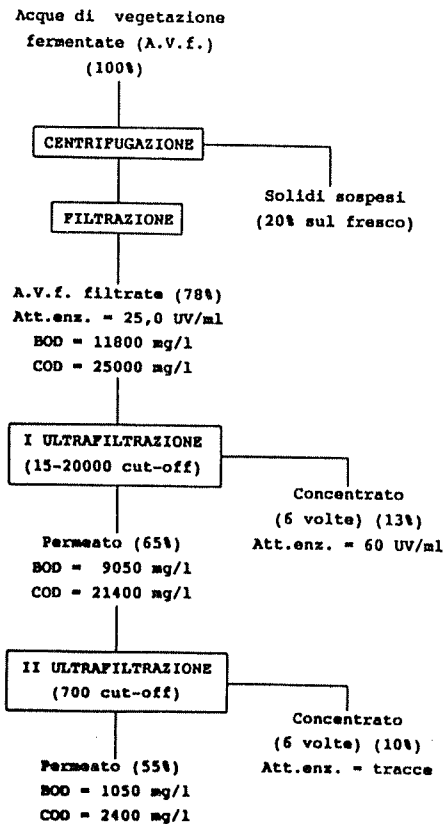 Acque di vegetazione
fermentate (A.V.f.)
(100%)
CENTRIFUGAZIONE
Solidi sospesi
(20% sul fresco)
FILTRAZIONE
A.V.f. filtrate (78%)
Att.enz. = 25,0 UV/ml
BOD = 11800 mg/l
COD = 25000 mg/l
I ULTRAFILTRAZIONE
(15-20000 cut-off)
Concentrato
(6 volte) (13%)
Att.enz. = 60 UV/ml
Permeato (65%)
BOD = 9050 mg/l
COD = 21400 mg/l
II ULTRAFILTRAZIONE
(700 cut-off)
Concentrato
(6 volte) (10%)
Att.enz. = tracce
Permeato (55%)
BOD = 1050 mg/l
COD = 2400 mg/l